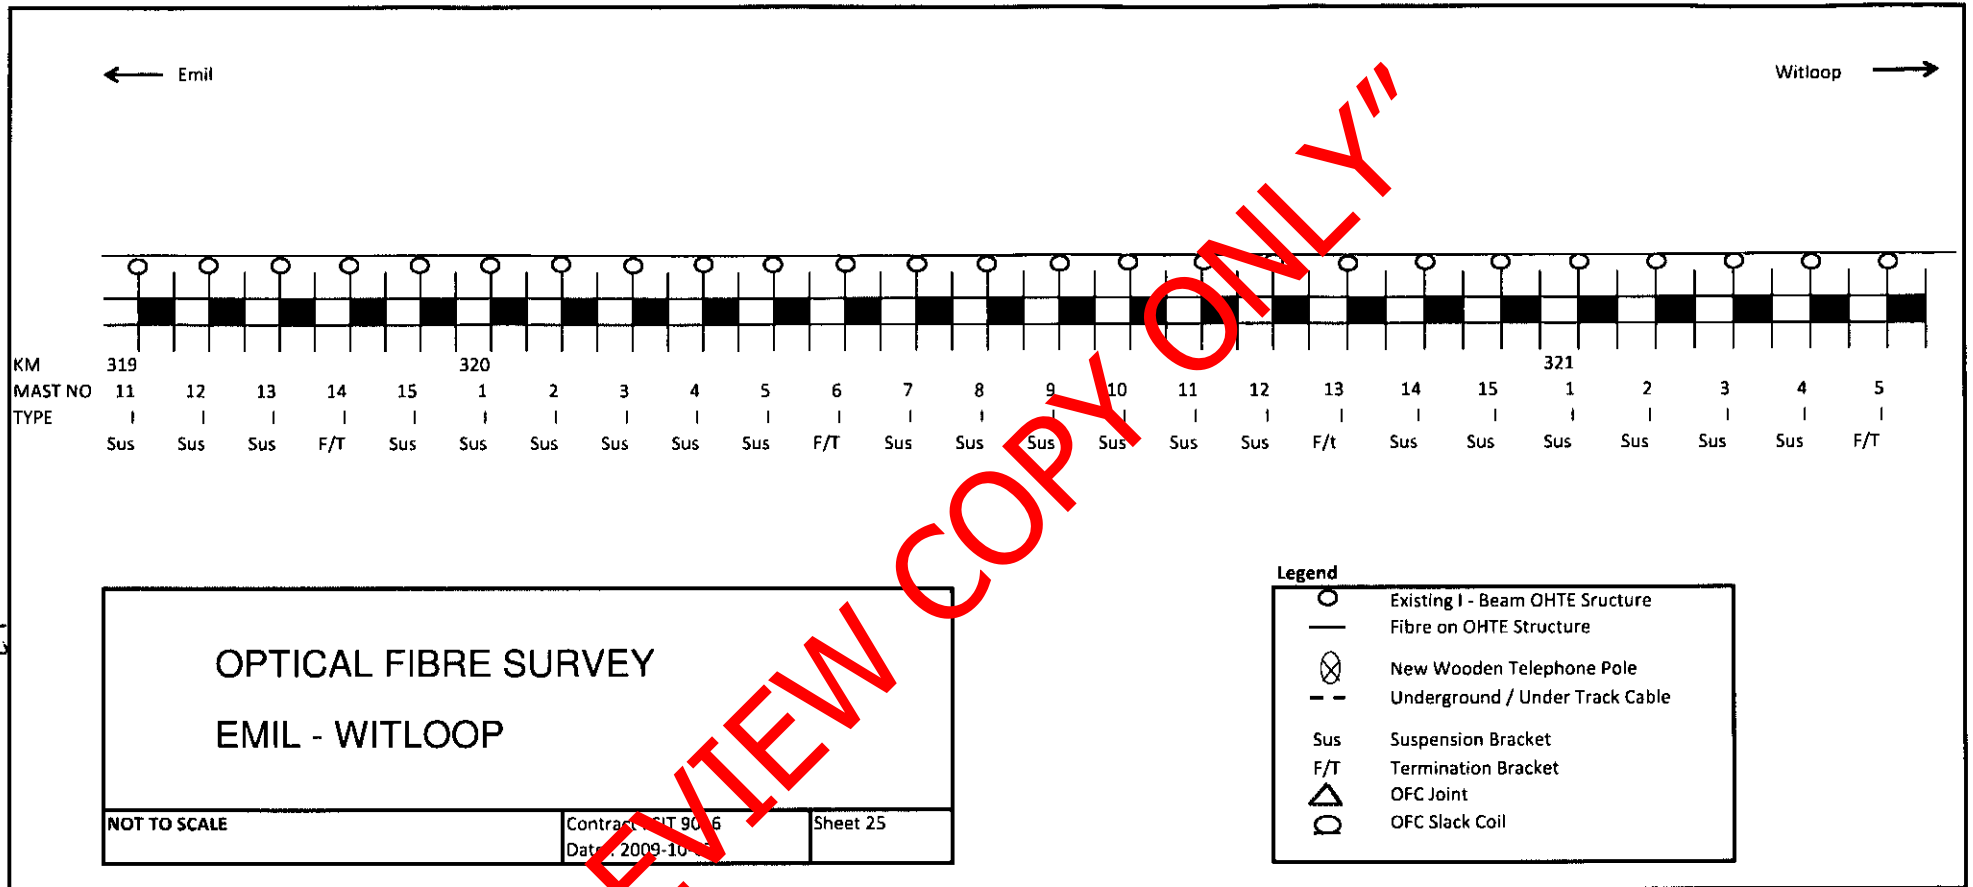 Emil
Witloop
KM 319 320 321
MAST NO 11 12 13 14 15 1 2 3 4 5 6 7 8 9 10 11 12 13 14 15 1 2 3 4 5
TYPE I I I I I I I I I I I I I I I I I I I I I I I I I
Sus Sus Sus F/T Sus Sus Sus Sus Sus Sus F/T Sus Sus Sus Sus Sus Sus F/t Sus Sus Sus Sus Sus Sus F/T
OPTICAL FIBRE SURVEY
EMIL - WITLOOP
NOT TO SCALE
Sheet 25
Legend
Existing I - Beam OHTE Sructure
Fibre on OHTE Structure
New Wooden Telephone Pole
Underground / Under Track Cable
Sus Suspension Bracket
F/T Termination Bracket
OFC Joint
OFC Slack Coil
COPY ONLY"